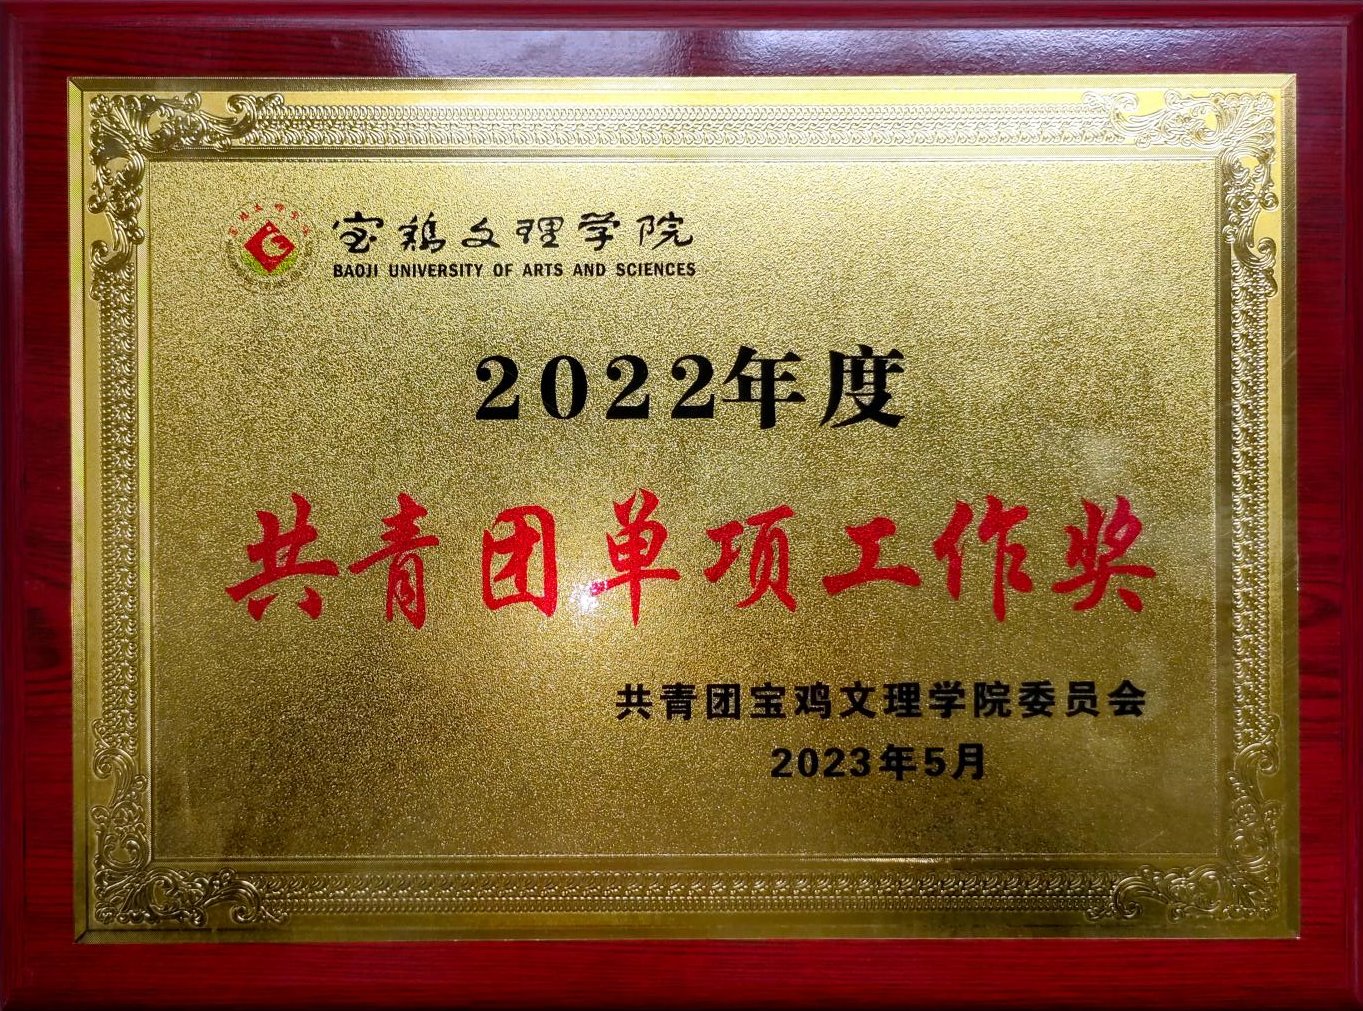 宝鸡文理学院
BAOJI UNIVERSITY OF ARTS AND SCIENCES
2022年度
共青团单项工作奖
共青团宝鸡文理学院委员会
2023年5月